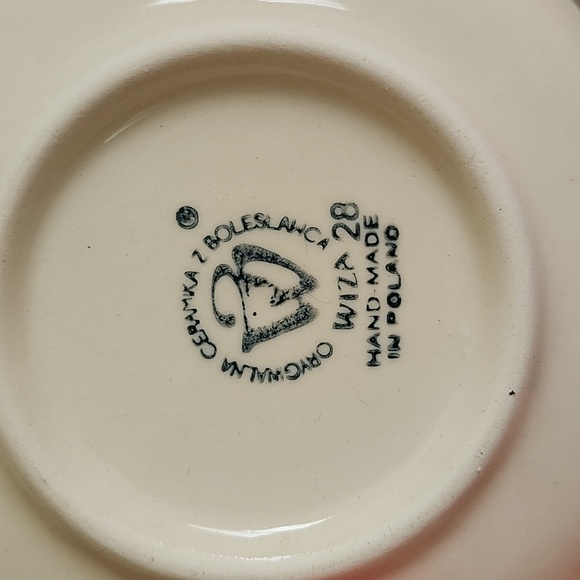 ORYGINALNA CERAMIKA Z BOLESLAWCA ®
WIZA 28
HAND MADE
IN POLAND